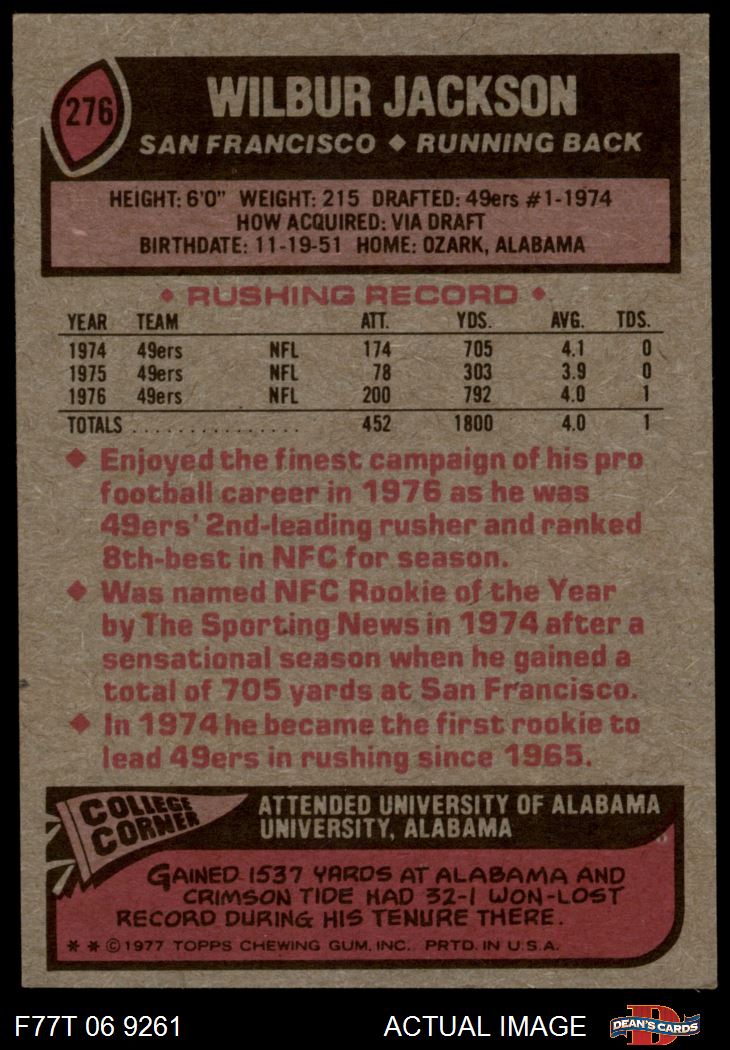 276
WILBUR JACKSON
SAN FRANCISCO ♦ RUNNING BACK
HEIGHT: 6'0" WEIGHT: 215 DRAFTED: 49ers #1-1974
HOW ACQUIRED: VIA DRAFT
BIRTHDATE: 11-19-51 HOME: OZARK, ALABAMA
♦ RUSHING RECORD ♦
YEAR TEAM ATT. YDS. AVG. TDS.
1974 49ers NFL 174 705 4.1 0
1975 49ers NFL 78 303 3.9 0
1976 49ers NFL 200 792 4.0 1
TOTALS . . . . . . . . . . . . . . . . 452 1800 4.0 1
♦ Enjoyed the finest campaign of his pro
football career in 1976 as he was
49ers' 2nd-leading rusher and ranked
8th-best in NFC for season.
♦ Was named NFC Rookie of the Year
by The Sporting News in 1974 after a
sensational season when he gained a
total of 705 yards at San Francisco.
♦ In 1974 he became the first rookie to
lead 49ers in rushing since 1965.
COLLEGE
CORNER
ATTENDED UNIVERSITY OF ALABAMA
UNIVERSITY, ALABAMA
GAINED 1537 YARDS AT ALABAMA AND
CRIMSON TIDE HAD 32-1 WON-LOST
RECORD DURING HIS TENURE THERE.
* * © 1977 TOPPS CHEWING GUM, INC. PRTD. IN U.S.A.
F77T 06 9261
ACTUAL IMAGE
D
DEAN'S CARDS